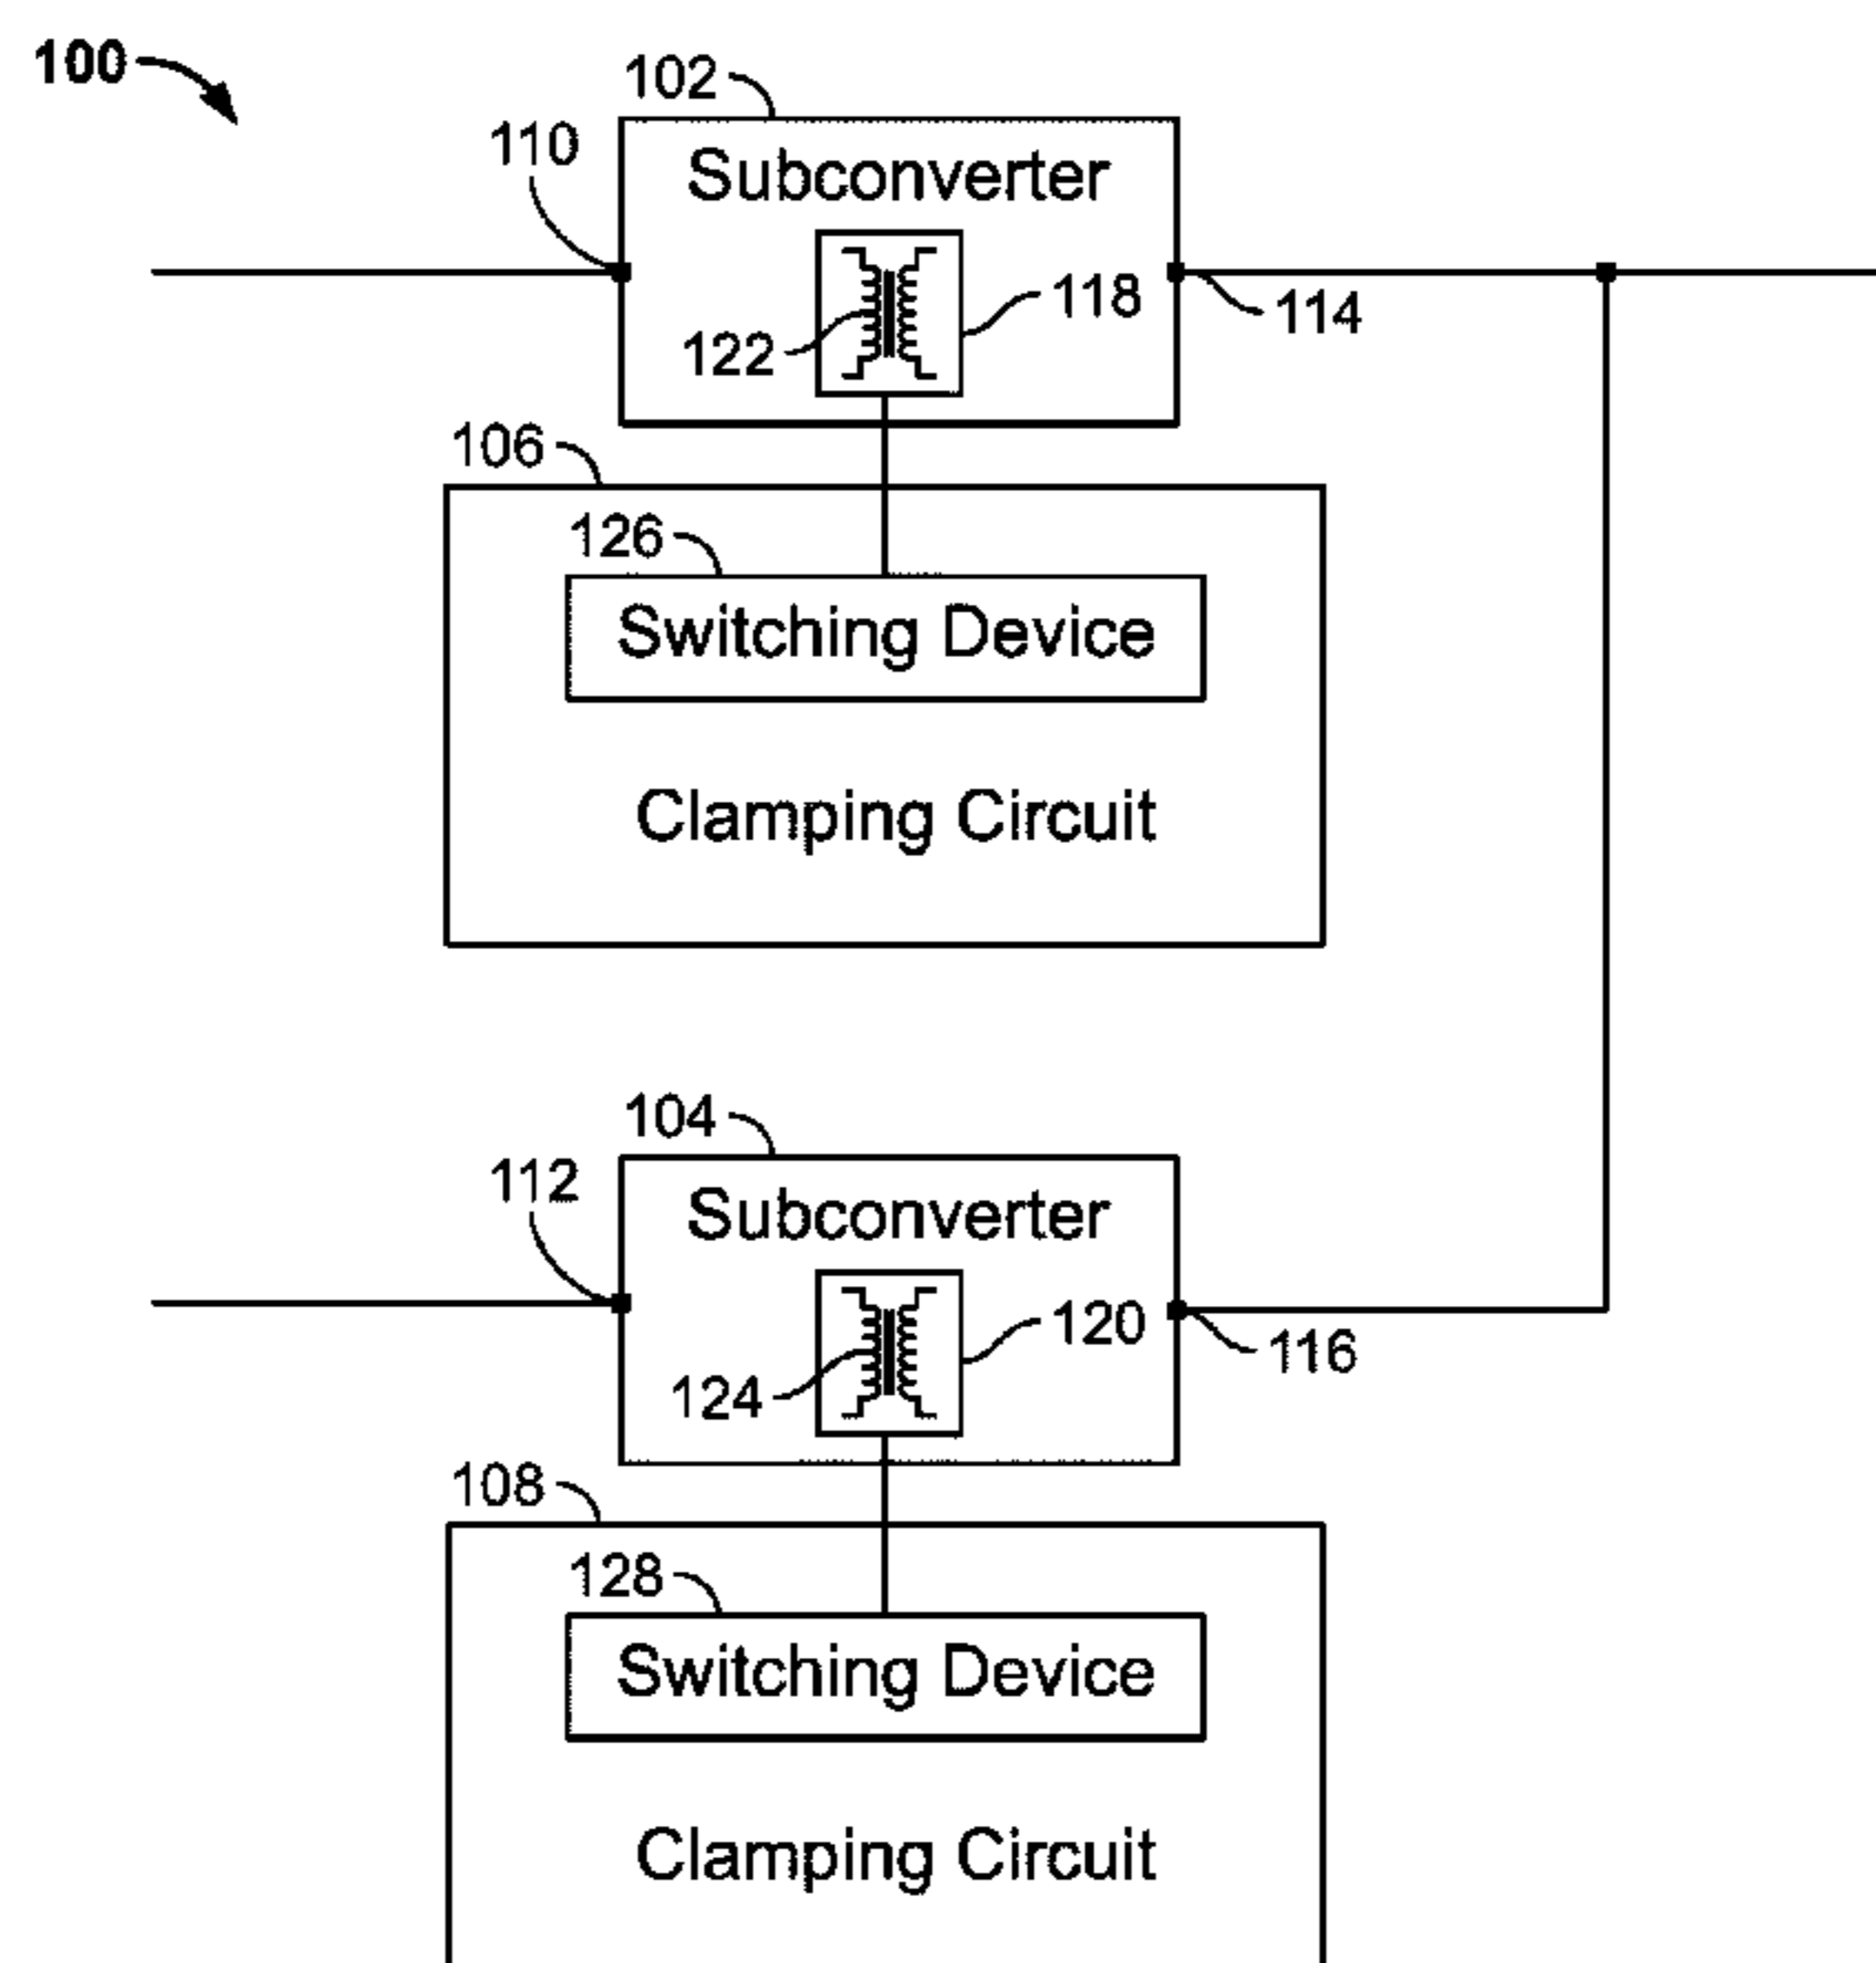 100
102
110
Subconverter
118
114
122
106
126
Switching Device
Clamping Circuit
104
112
Subconverter
120
116
124
108
128
Switching Device
Clamping Circuit